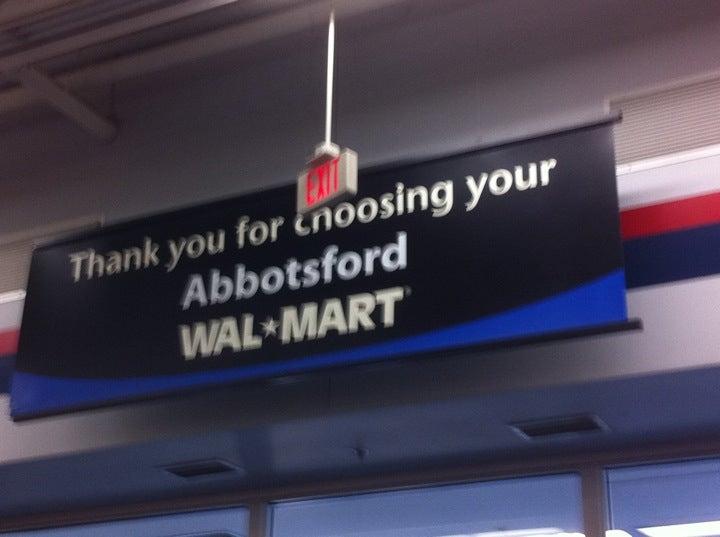 EXIT
Thank you for choosing your
Abbotsford
WAL★MART